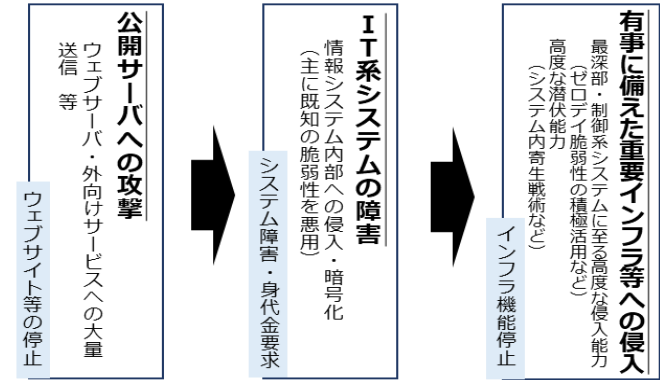 公開サーバへの攻撃
ウェブサーバ・外向けサービスへの大量
送信 等
ウェブサイト等の停止
IT系システムの障害
情報システム内部への侵入・暗号化
(主に既知の脆弱性を悪用)
システム障害・身代金要求
有事に備えた重要インフラ等への侵入
最深部・制御系システムに至る高度な侵入能力
(ゼロデイ脆弱性の積極活用など)
高度な潜伏能力
(システム内寄生戦術など)
インフラ機能停止